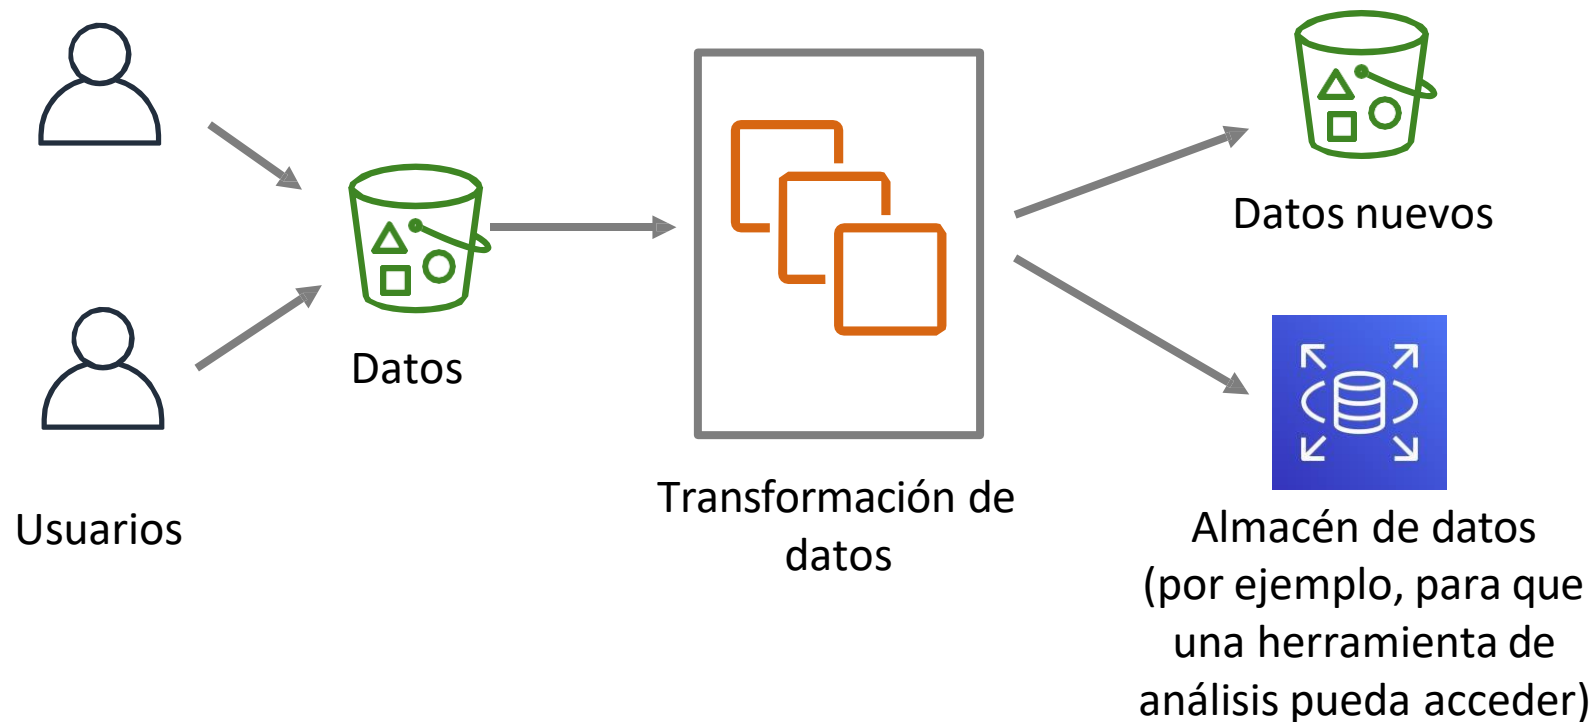 Usuarios
Datos
Transformación de
datos
Datos nuevos
Almacén de datos
(por ejemplo, para que
una herramienta de
análisis pueda acceder)